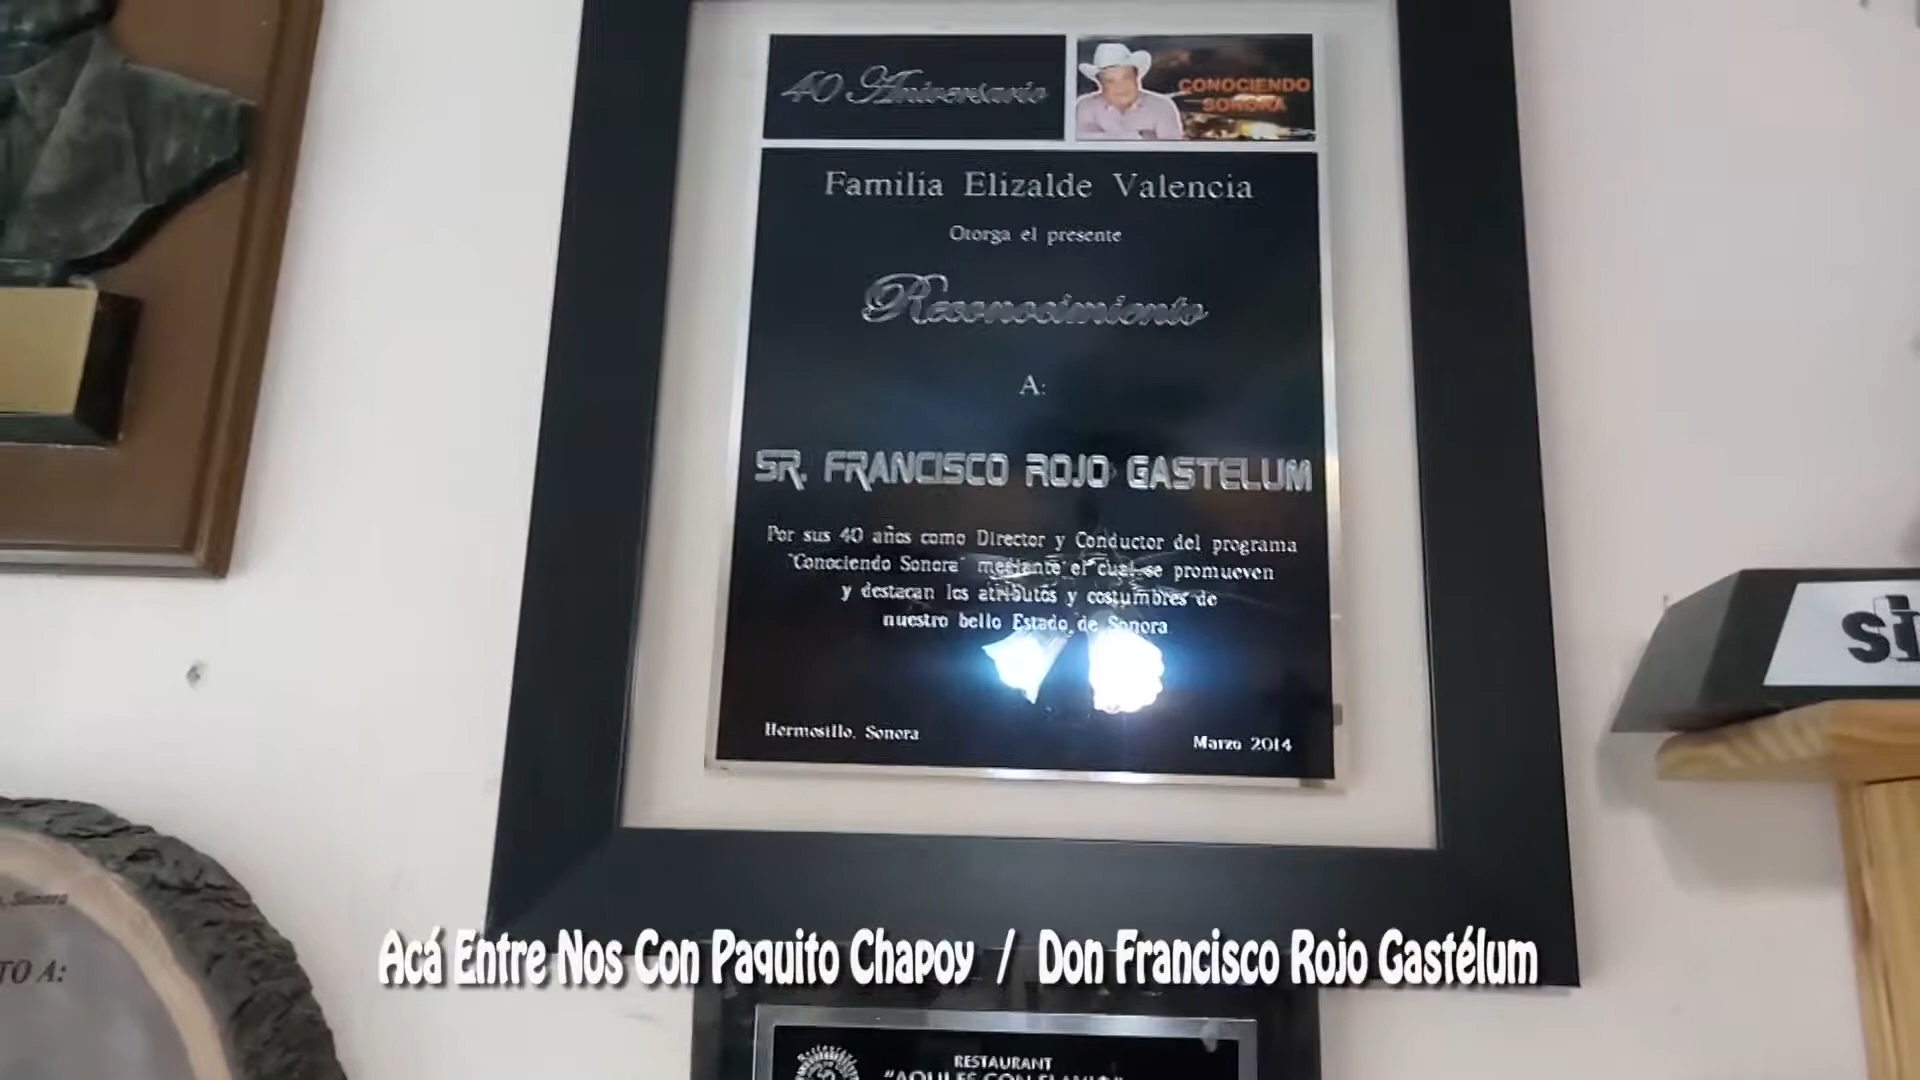 40 Aniversario
CONOCIENDO
SONORA
Familia Elizalde Valencia
Otorga el presente
Reconocimiento
A:
SR. FRANCISCO ROJO GASTELUM
Por sus 40 años como Director y Conductor del programa
"Conociendo Sonora" mediante el cual se promueven
y destacan los atributos y costumbres de
nuestro bello Estado de Sonora
Hermosillo, Sonora
Marzo 2014
Sonora
TO A:
Acá Entre Nos Con Paquito Chapoy / Don Francisco Rojo Gastélum
RESTAURANT